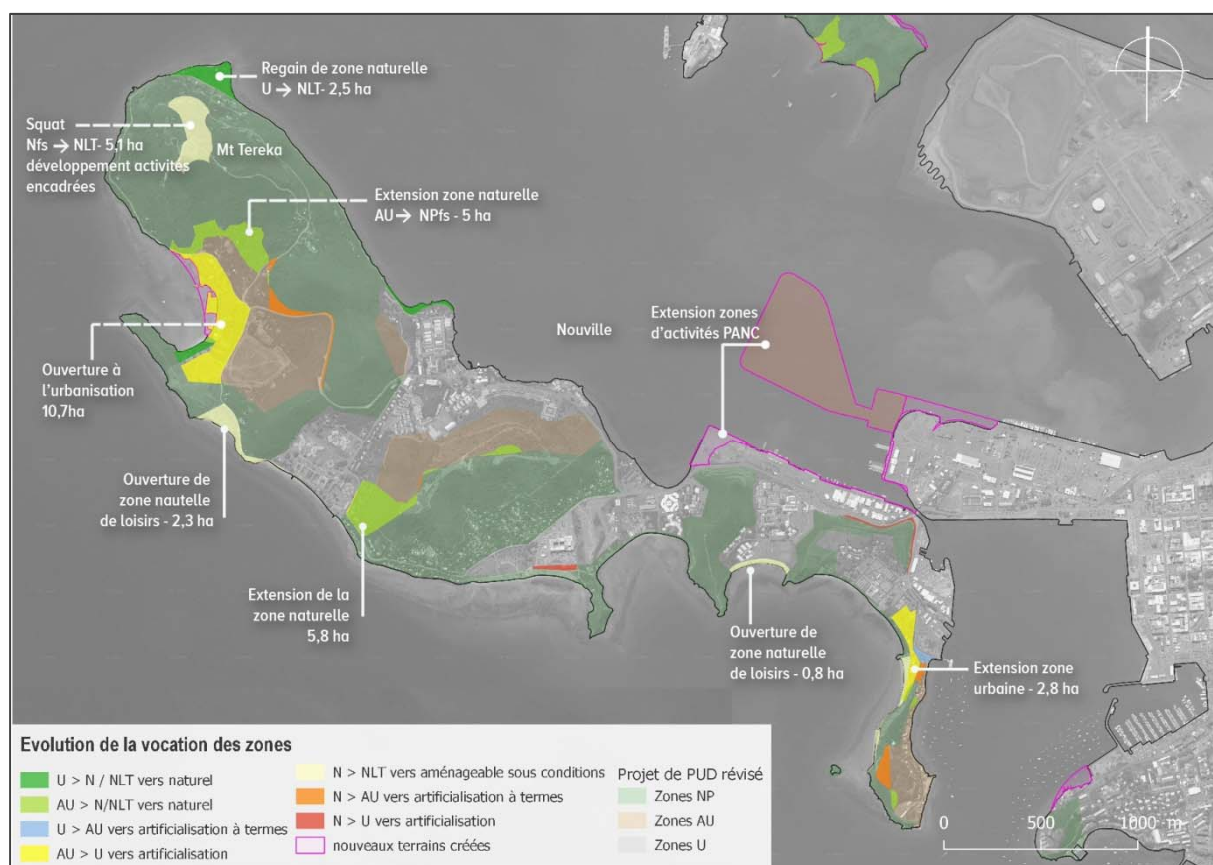 Regain de zone naturelle
U → NLT- 2,5 ha
Squat
Nfs → NLT- 5,1 ha
développement activités
encadrées
Mt Tereka
Extension zone naturelle
AU → NPfs - 5 ha
Nouville
Extension zones
d’activités PANC
Ouverture à
l’urbanisation
10,7ha
Ouverture de
zone nautelle
de loisirs - 2,3 ha
Extension de la
zone naturelle
5,8 ha
Ouverture de
zone naturelle
de loisirs - 0,8 ha
Extension zone
urbaine - 2,8 ha
Evolution de la vocation des zones
U > N / NLT vers naturel
AU > N/NLT vers naturel
U > AU vers artificialisation à termes
AU > U vers artificialisation
N > NLT vers aménageable sous conditions
N > AU vers artificialisation à termes
N > U vers artificialisation
nouveaux terrains créées
Projet de PUD révisé
Zones NP
Zones AU
Zones U
0 500 1000 m